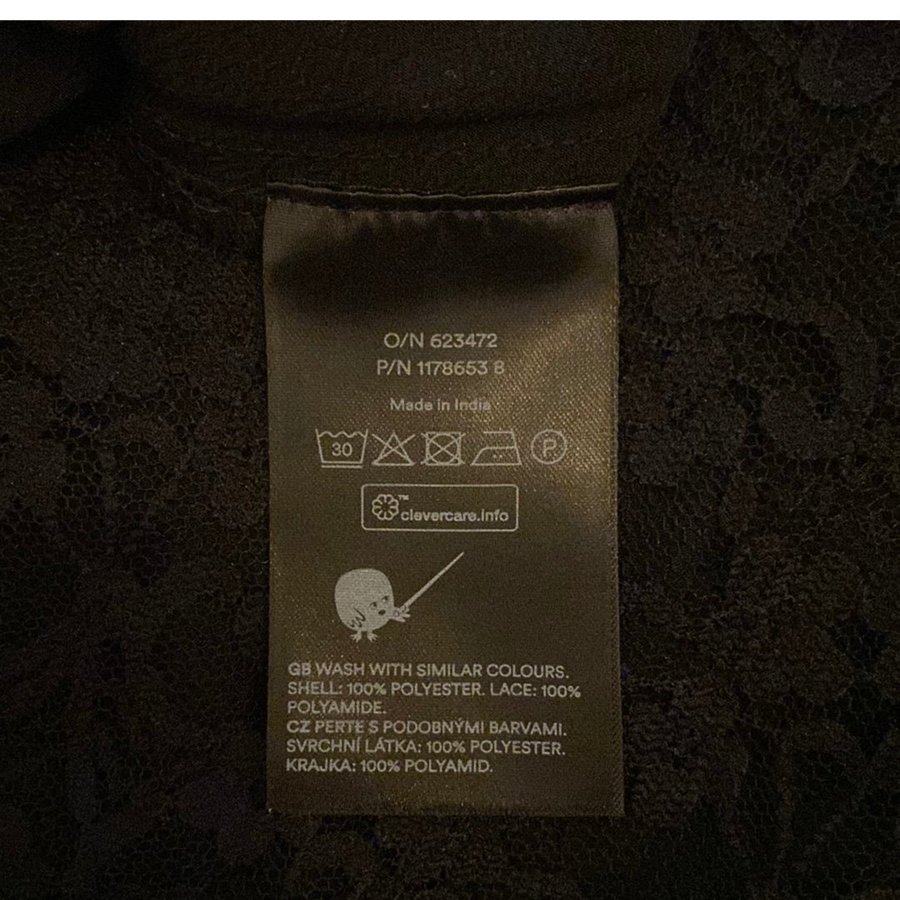 O/N 623472
P/N 1178653 B
Made in India
30 P
™ clevercare.info
GB WASH WITH SIMILAR COLOURS.
SHELL: 100% POLYESTER. LACE: 100%
POLYAMIDE.
CZ PERTE S PODOBNÝMI BARVAMI.
SVRCHNÍ LÁTKA: 100% POLYESTER.
KRAJKA: 100% POLYAMID.